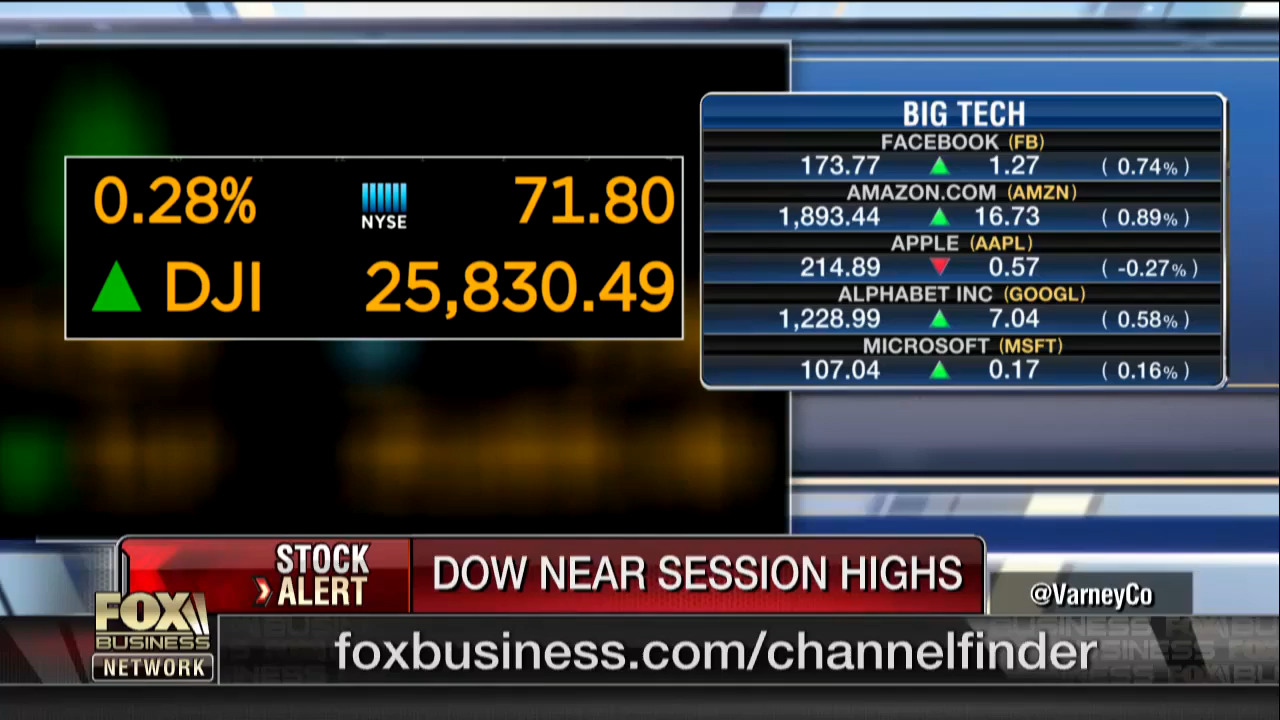 0.28% NYSE 71.80
DJI 25,830.49
BIG TECH
FACEBOOK (FB)
173.77 1.27 ( 0.74% )
AMAZON.COM (AMZN)
1,893.44 16.73 ( 0.89% )
APPLE (AAPL)
214.89 0.57 ( -0.27% )
ALPHABET INC (GOOGL)
1,228.99 7.04 ( 0.58% )
MICROSOFT (MSFT)
107.04 0.17 ( 0.16% )
STOCK
ALERT
DOW NEAR SESSION HIGHS
@VarneyCo
FOX
BUSINESS
NETWORK
foxbusiness.com/channelfinder